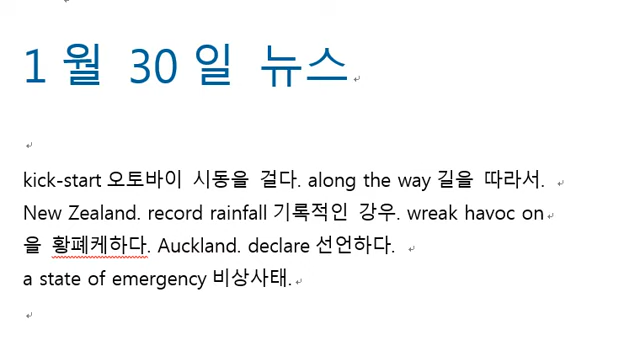 1월 30일 뉴스
kick-start 오토바이 시동을 걸다. along the way 길을 따라서.
New Zealand. record rainfall 기록적인 강우. wreak havoc on
을 황폐케하다. Auckland. declare 선언하다.
a state of emergency 비상사태.